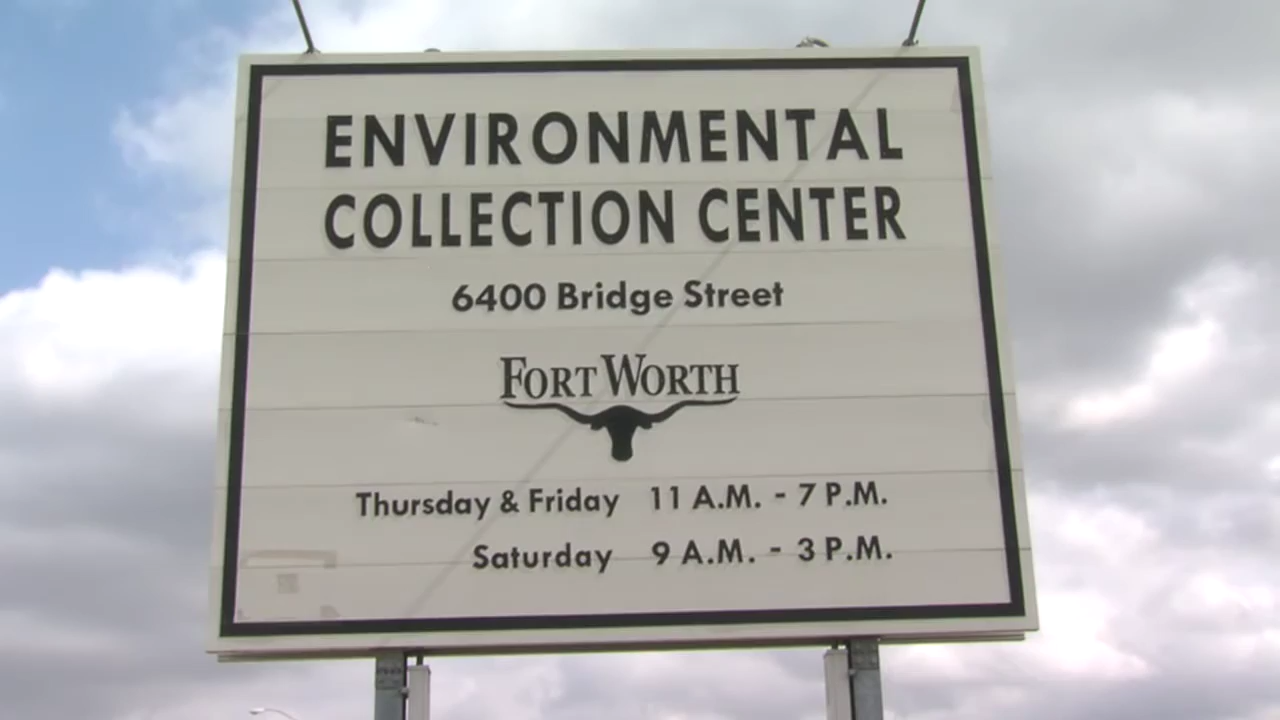 ENVIRONMENTAL
COLLECTION CENTER
6400 Bridge Street
FORT WORTH
Thursday & Friday 11 A.M. - 7 P.M.
Saturday 9 A.M. - 3 P.M.